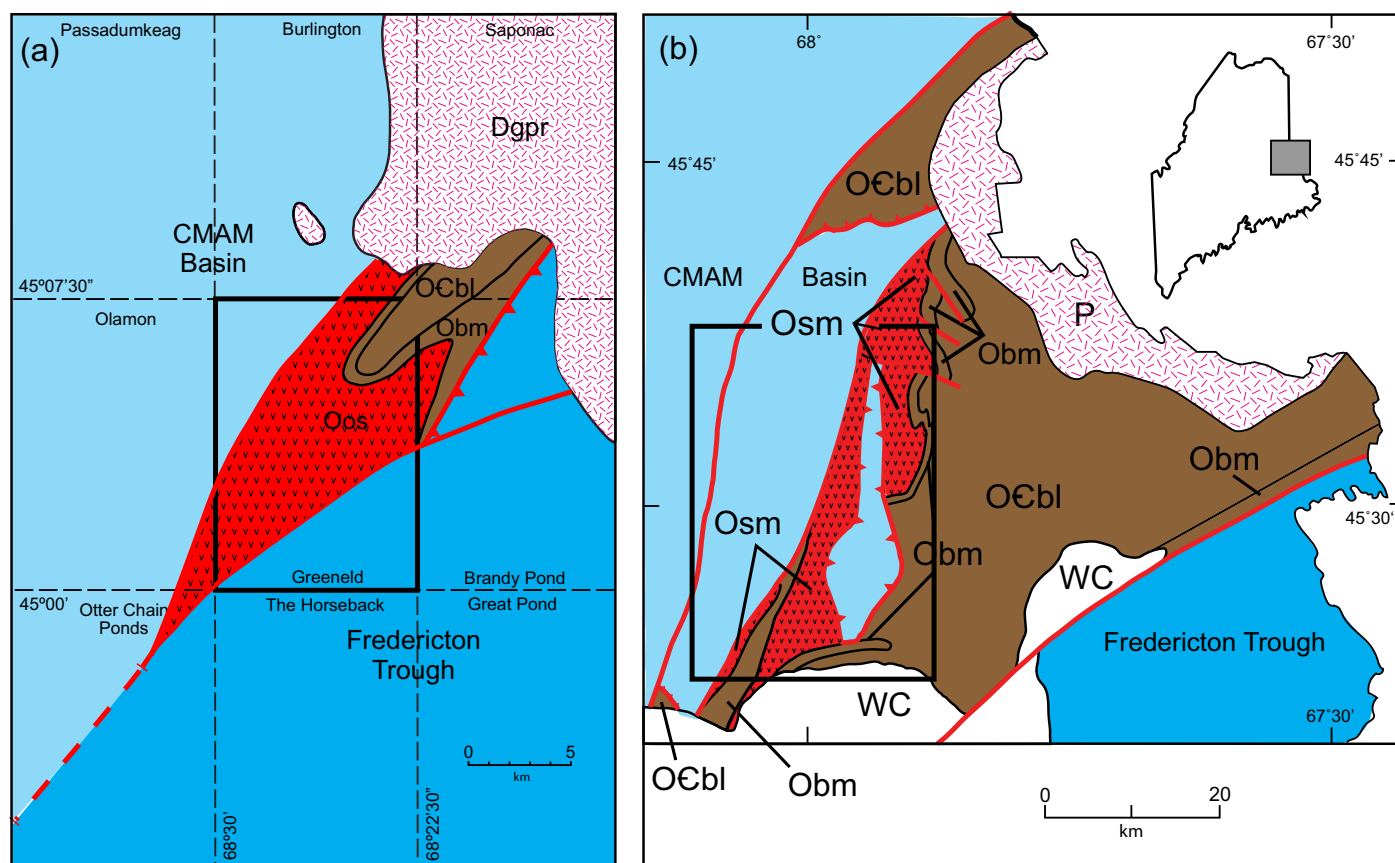 (a)
Passadumkeag
Burlington
Saponac
Dgpr
CMAM
Basin
45º07’30”
Olamon
OЄbl
Obm
Oos
45º00’
Otter Chain
Ponds
Greeneld
The Horseback
Brandy Pond
Great Pond
Fredericton
Trough
0 5
km
68º30’
68º22’30”
(b)
68˚
67˚30’
45˚45’
45˚45’
OЄbl
CMAM Basin
P
Osm
Obm
Obm
OЄbl
45˚30’
Osm
Obm
WC
Fredericton Trough
WC
67˚30’
OЄbl
Obm
0 20
km